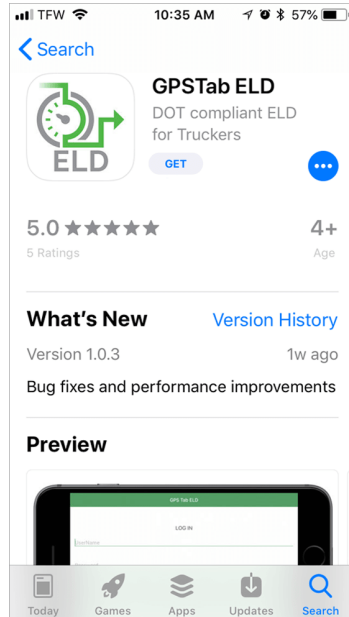 TFW 10:35 AM 57%
Search
GPSTab ELD
DOT compliant ELD
for Truckers
ELD
GET
5.0 4+
5 Ratings Age
What's New Version History
Version 1.0.3 1w ago
Bug fixes and performance improvements
Preview
GPS Tab ELD
LOG IN
UserName
Today Games Apps Updates Search